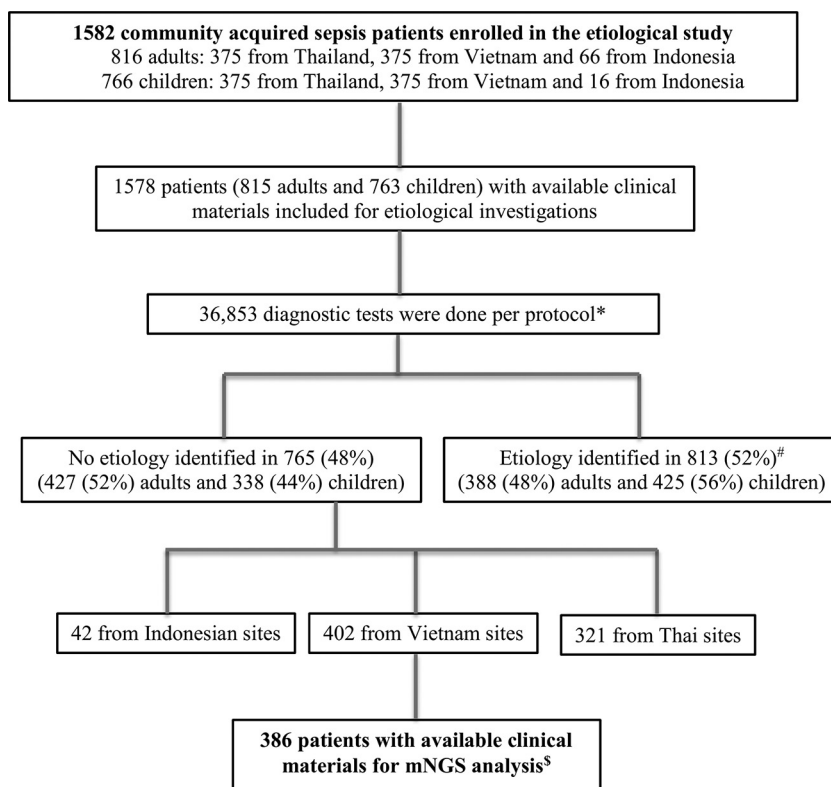 1582 community acquired sepsis patients enrolled in the etiological study
816 adults: 375 from Thailand, 375 from Vietnam and 66 from Indonesia
766 children: 375 from Thailand, 375 from Vietnam and 16 from Indonesia
1578 patients (815 adults and 763 children) with available clinical
materials included for etiological investigations
36,853 diagnostic tests were done per protocol*
No etiology identified in 765 (48%)
(427 (52%) adults and 338 (44%) children)
Etiology identified in 813 (52%)#
(388 (48%) adults and 425 (56%) children)
42 from Indonesian sites
402 from Vietnam sites
321 from Thai sites
386 patients with available clinical
materials for mNGS analysis$